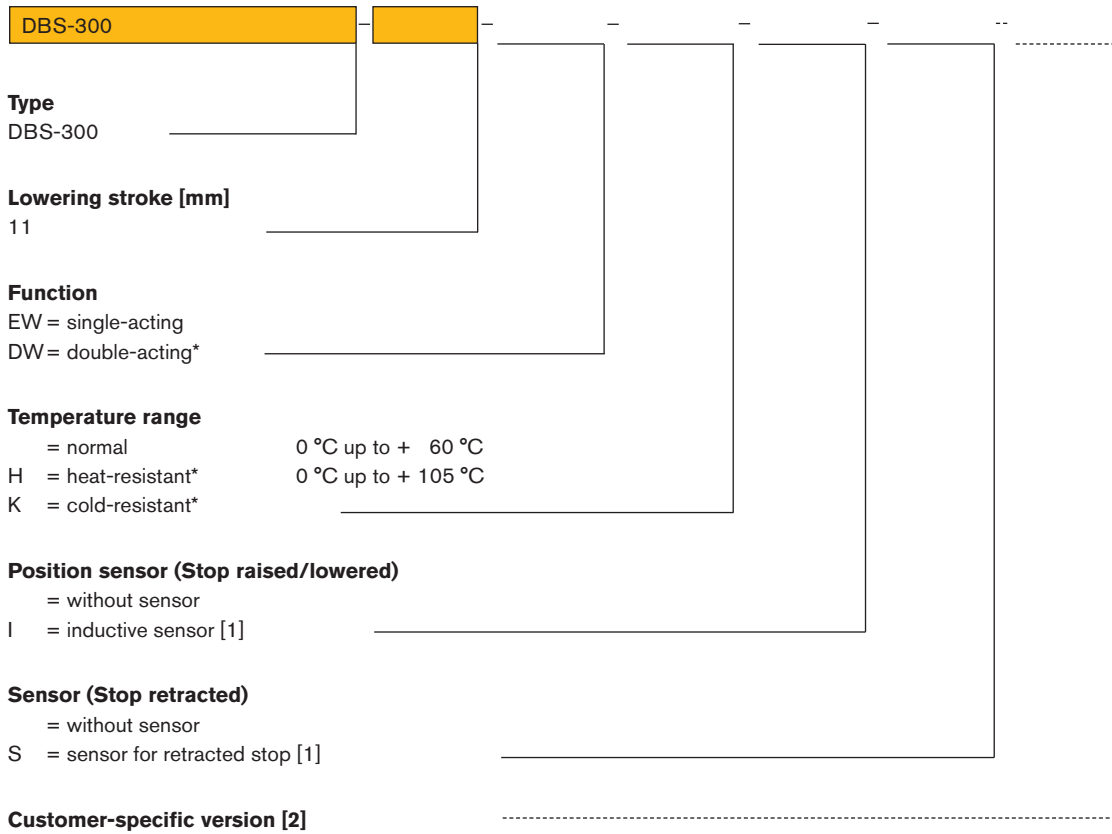 DBS-300 – – – – – --
Type
DBS-300
Lowering stroke [mm]
11
Function
EW = single-acting
DW = double-acting*
Temperature range
= normal 0 °C up to + 60 °C
H = heat-resistant* 0 °C up to + 105 °C
K = cold-resistant*
Position sensor (Stop raised/lowered)
= without sensor
I = inductive sensor [1]
Sensor (Stop retracted)
= without sensor
S = sensor for retracted stop [1]
Customer-specific version [2]